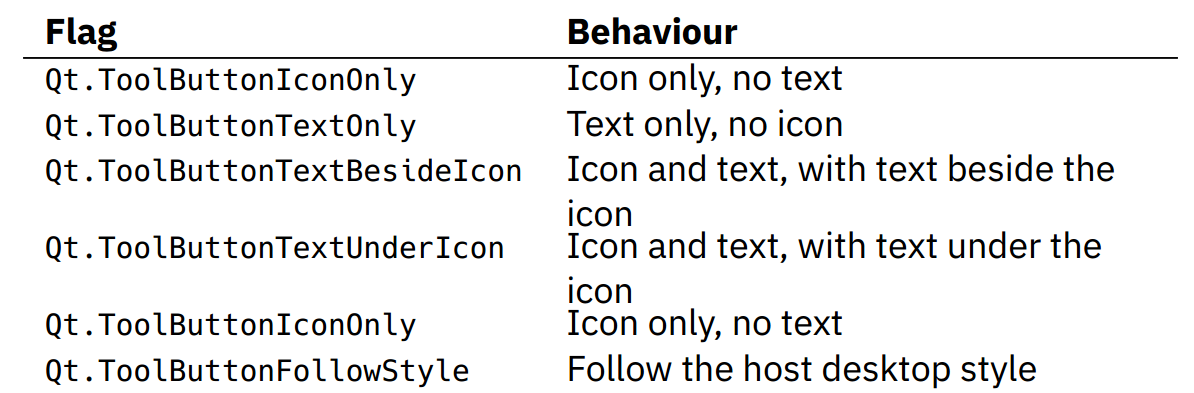 Flag Behaviour
Qt.ToolButtonIconOnly Icon only, no text
Qt.ToolButtonTextOnly Text only, no icon
Qt.ToolButtonTextBesideIcon Icon and text, with text beside the
icon
Qt.ToolButtonTextUnderIcon Icon and text, with text under the
icon
Qt.ToolButtonIconOnly Icon only, no text
Qt.ToolButtonFollowStyle Follow the host desktop style